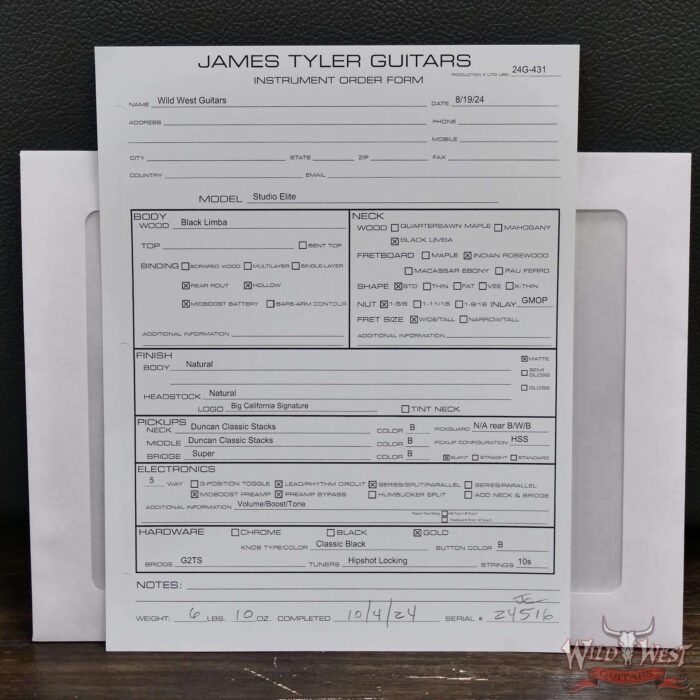 JAMES TYLER GUITARS
INSTRUMENT ORDER FORM
24G-431
NAME Wild West Guitars DATE 8/19/24
ADDRESS PHONE
MOBILE
CITY STATE ZIP FAX
COUNTRY EMAIL
MODEL Studio Elite
BODY
WOOD Black Limba
TOP ☐ BENT TOP
BINDING ☐ SCRAPED WOOD ☐ MULTILAYER ☐ SINGLE-LAYER
☒ REAR ROUT ☒ HOLLOW
☒ MIDBOOST BATTERY ☐ BARE-ARM CONTOUR
ADDITIONAL INFORMATION
NECK
WOOD ☐ QUARTERSAWN MAPLE ☐ MAHOGANY
☒ BLACK LIMBA
FRETBOARD ☐ MAPLE ☒ INDIAN ROSEWOOD
☐ MACASSAR EBONY ☐ PAU FERRO
SHAPE ☒ STD ☐ THIN ☐ FAT ☐ VEE ☐ X-THIN
NUT ☒ 1-5/8 ☐ 1-11/16 ☐ 1-9/16 INLAY GMOP
FRET SIZE ☒ WIDE/TALL ☐ NARROW/TALL
ADDITIONAL INFORMATION
FINISH
BODY Natural ☒ MATTE
☐ SEMI GLOSS
☐ GLOSS
HEADSTOCK Natural
LOGO Big California Signature ☐ TINT NECK
PICKUPS
NECK Duncan Classic Stacks COLOR B PICKGUARD N/A rear B/W/B
MIDDLE Duncan Classic Stacks COLOR B PICKUP CONFIGURATION HSS
BRIDGE Super COLOR B ☒ SLANT ☐ STRAIGHT ☐ STANDARD
ELECTRONICS
5 WAY ☐ 3-POSITION TOGGLE ☒ LEAD/RHYTHM CIRCUIT ☒ SERIES/SPLIT/PARALLEL ☐ SERIES/PARALLEL
☒ MIDBOOST PREAMP ☒ PREAMP BYPASS ☐ HUMBUCKER SPLIT ☐ ADD NECK & BRIDGE
ADDITIONAL INFORMATION Volume/Boost/Tone
HARDWARE ☐ CHROME ☐ BLACK ☒ GOLD
KNOB TYPE/COLOR Classic Black BUTTON COLOR B
BRIDGE G2TS TUNERS Hipshot Locking STRINGS 10s
NOTES:
WEIGHT: 6 LBS. 10 OZ. COMPLETED 10/4/24 SERIAL # 24516
WILD WEST
GUITARS